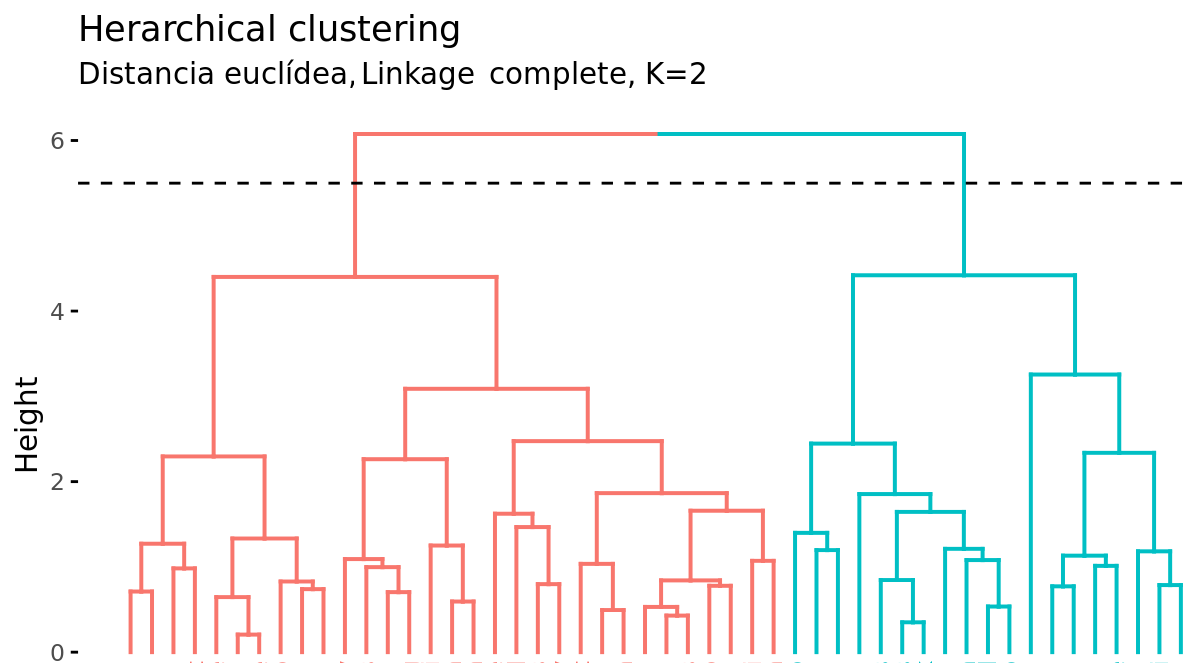 Herarchical clustering
Distancia euclídea, Linkage complete, K=2
6
4
Height
2
0